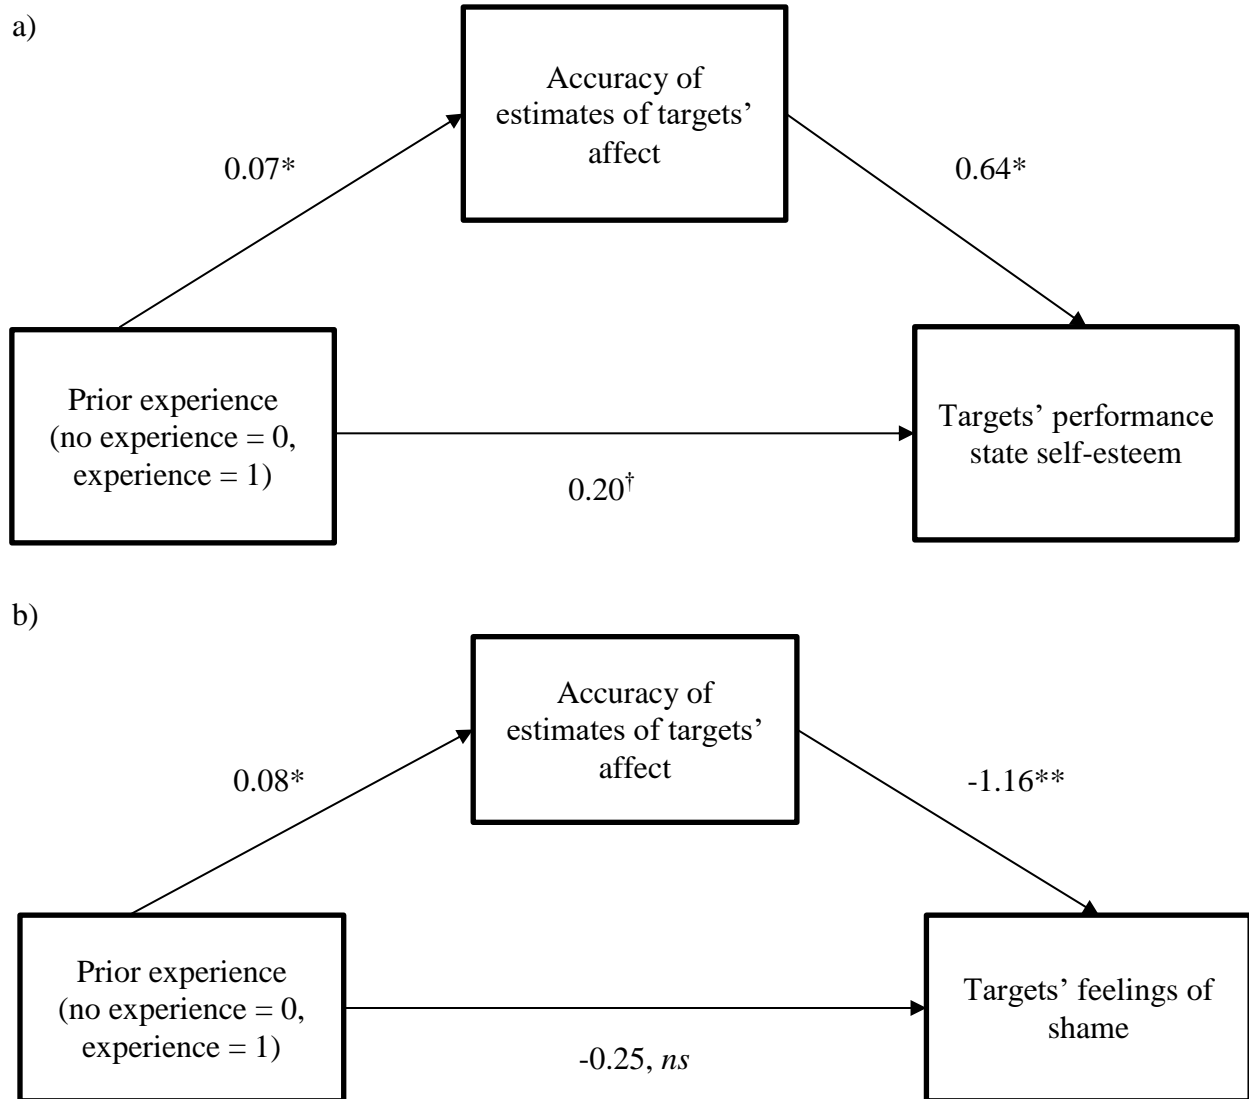 a)
Accuracy of
estimates of targets’
affect
0.07*
0.64*
Prior experience
(no experience = 0,
experience = 1)
Targets’ performance
state self-esteem
0.20†
b)
Accuracy of
estimates of targets’
affect
0.08*
-1.16**
Prior experience
(no experience = 0,
experience = 1)
Targets’ feelings of
shame
-0.25, ns